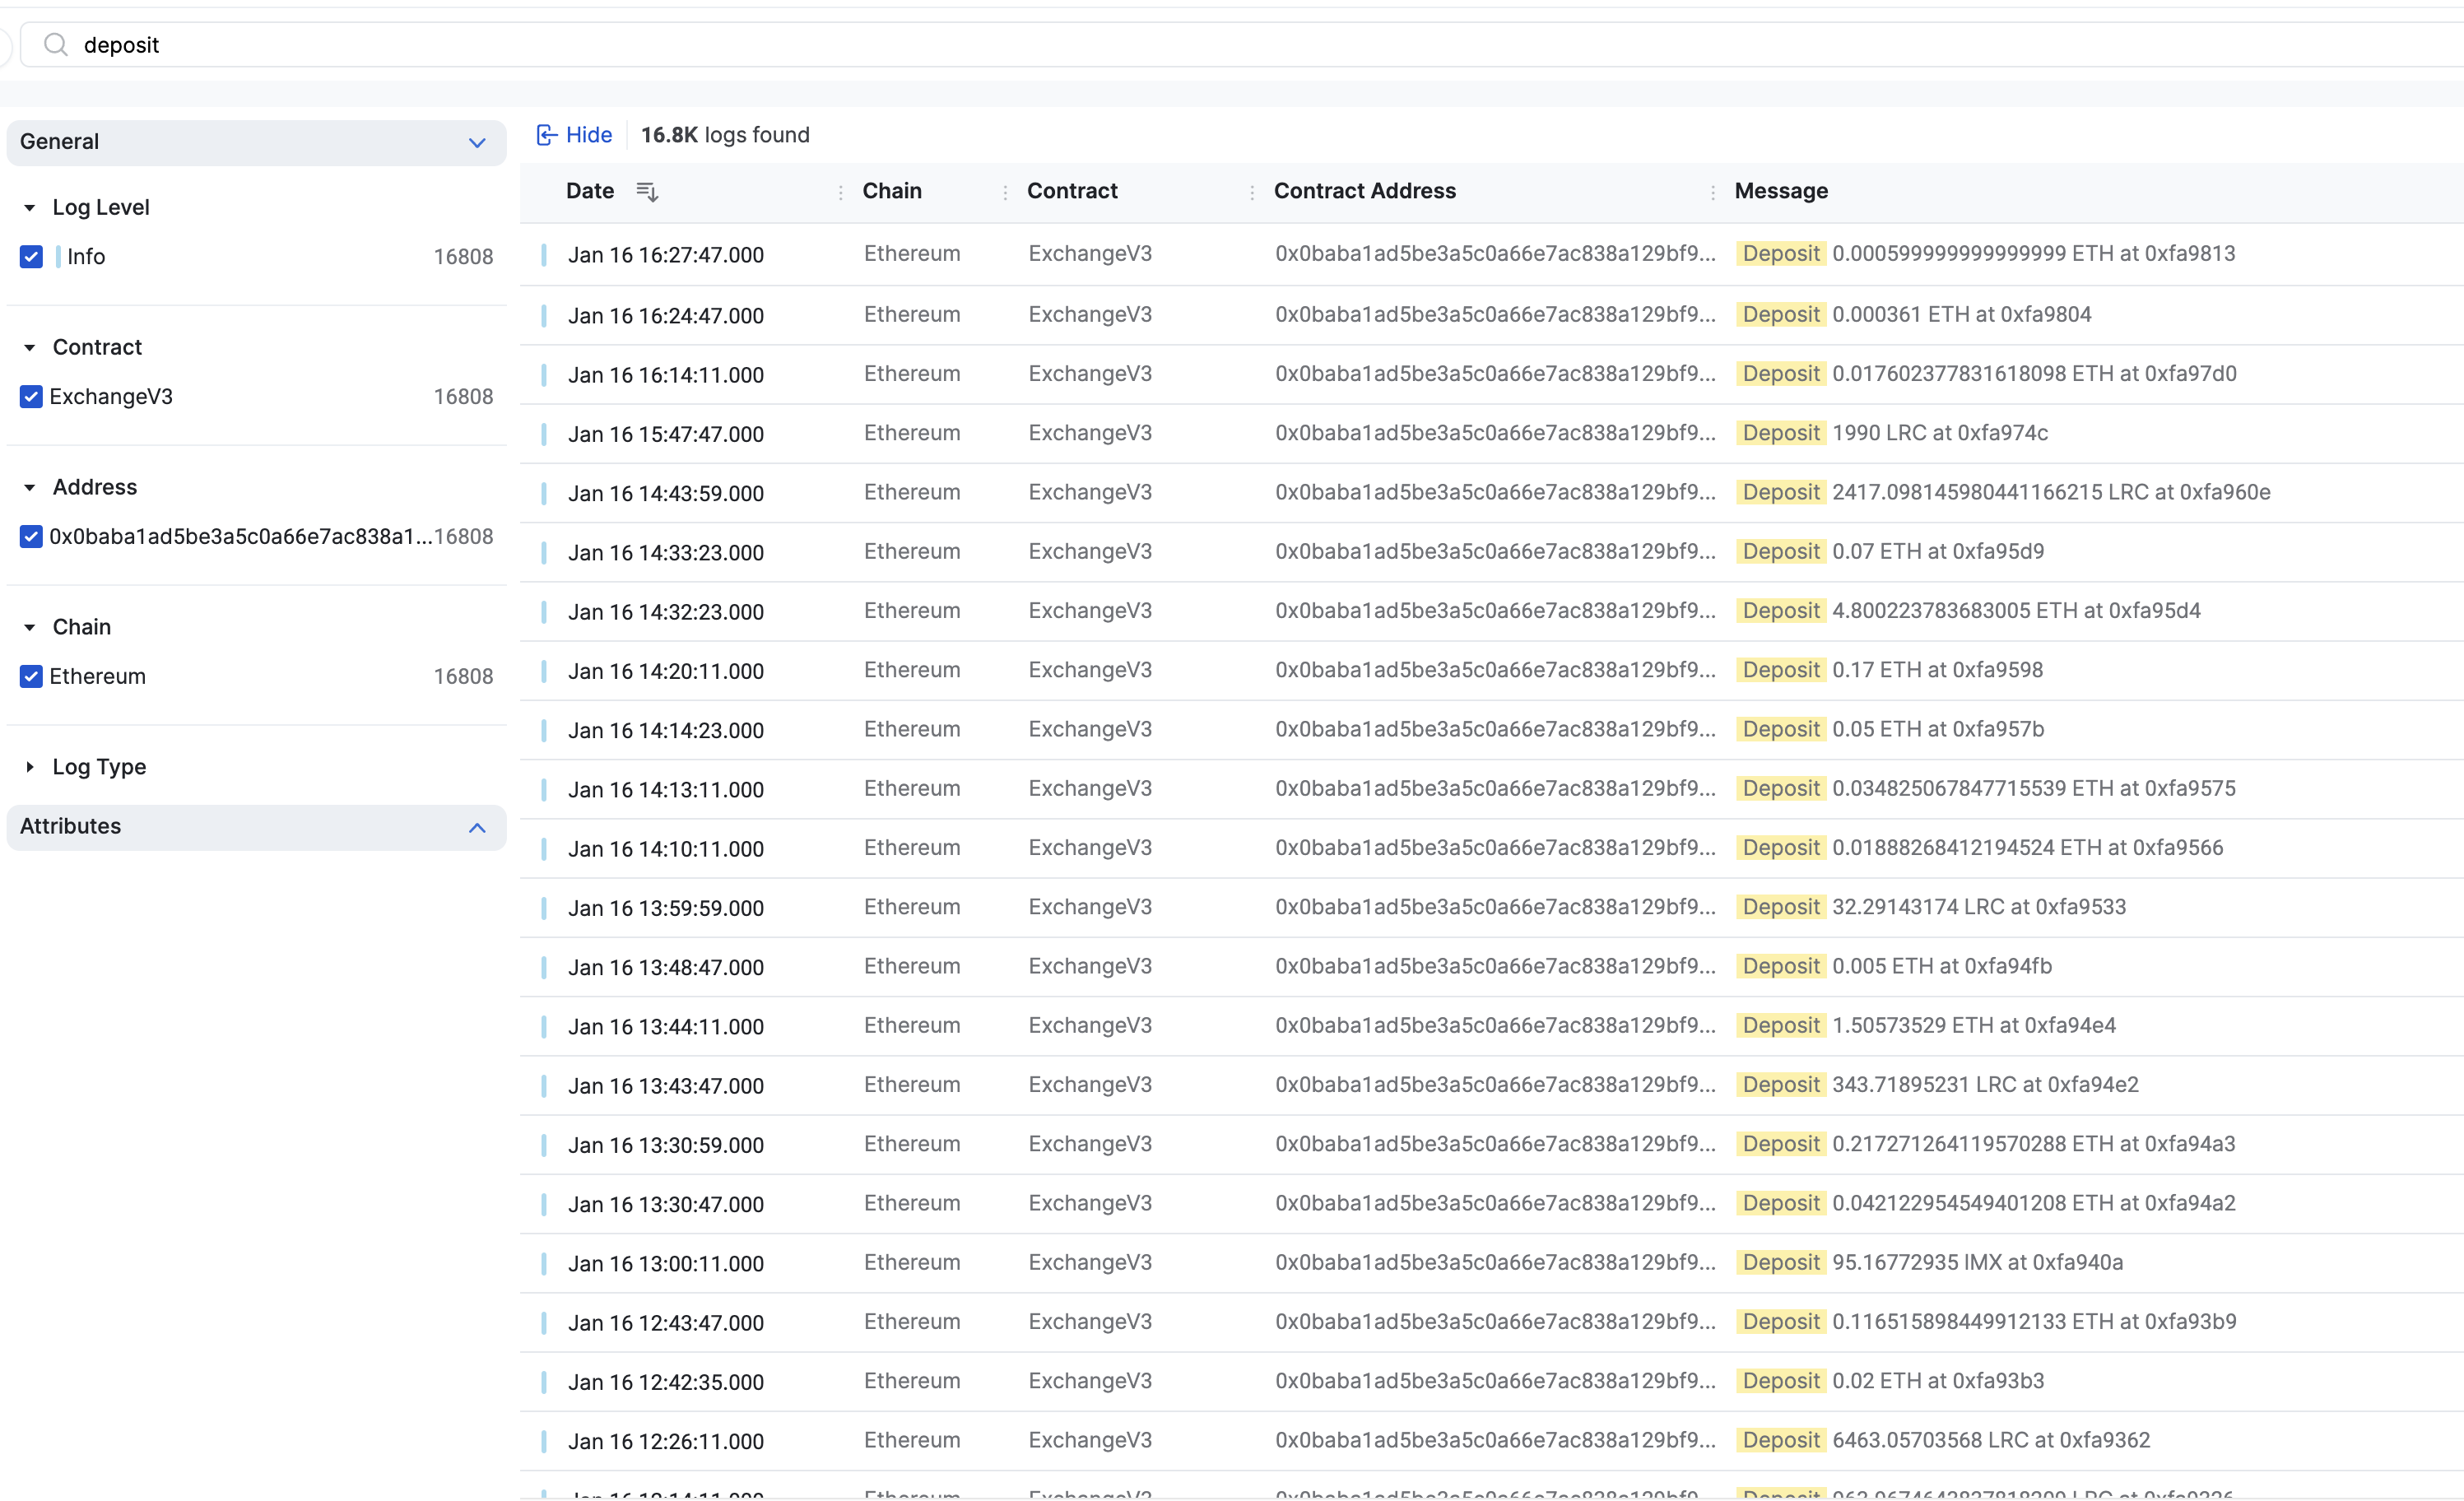 deposit
General
Hide
16.8K logs found
Date Chain Contract Contract Address Message
Log Level
Info 16808
Contract
ExchangeV3 16808
Address
0x0baba1ad5be3a5c0a66e7ac838a1... 16808
Chain
Ethereum 16808
Log Type
Attributes
Jan 16 16:27:47.000 Ethereum ExchangeV3 0x0baba1ad5be3a5c0a66e7ac838a129bf9... Deposit 0.000599999999999999 ETH at 0xfa9813
Jan 16 16:24:47.000 Ethereum ExchangeV3 0x0baba1ad5be3a5c0a66e7ac838a129bf9... Deposit 0.000361 ETH at 0xfa9804
Jan 16 16:14:11.000 Ethereum ExchangeV3 0x0baba1ad5be3a5c0a66e7ac838a129bf9... Deposit 0.017602377831618098 ETH at 0xfa97d0
Jan 16 15:47:47.000 Ethereum ExchangeV3 0x0baba1ad5be3a5c0a66e7ac838a129bf9... Deposit 1990 LRC at 0xfa974c
Jan 16 14:43:59.000 Ethereum ExchangeV3 0x0baba1ad5be3a5c0a66e7ac838a129bf9... Deposit 2417.098145980441166215 LRC at 0xfa960e
Jan 16 14:33:23.000 Ethereum ExchangeV3 0x0baba1ad5be3a5c0a66e7ac838a129bf9... Deposit 0.07 ETH at 0xfa95d9
Jan 16 14:32:23.000 Ethereum ExchangeV3 0x0baba1ad5be3a5c0a66e7ac838a129bf9... Deposit 4.800223783683005 ETH at 0xfa95d4
Jan 16 14:20:11.000 Ethereum ExchangeV3 0x0baba1ad5be3a5c0a66e7ac838a129bf9... Deposit 0.17 ETH at 0xfa9598
Jan 16 14:14:23.000 Ethereum ExchangeV3 0x0baba1ad5be3a5c0a66e7ac838a129bf9... Deposit 0.05 ETH at 0xfa957b
Jan 16 14:13:11.000 Ethereum ExchangeV3 0x0baba1ad5be3a5c0a66e7ac838a129bf9... Deposit 0.034825067847715539 ETH at 0xfa9575
Jan 16 14:10:11.000 Ethereum ExchangeV3 0x0baba1ad5be3a5c0a66e7ac838a129bf9... Deposit 0.01888268412194524 ETH at 0xfa9566
Jan 16 13:59:59.000 Ethereum ExchangeV3 0x0baba1ad5be3a5c0a66e7ac838a129bf9... Deposit 32.29143174 LRC at 0xfa9533
Jan 16 13:48:47.000 Ethereum ExchangeV3 0x0baba1ad5be3a5c0a66e7ac838a129bf9... Deposit 0.005 ETH at 0xfa94fb
Jan 16 13:44:11.000 Ethereum ExchangeV3 0x0baba1ad5be3a5c0a66e7ac838a129bf9... Deposit 1.50573529 ETH at 0xfa94e4
Jan 16 13:43:47.000 Ethereum ExchangeV3 0x0baba1ad5be3a5c0a66e7ac838a129bf9... Deposit 343.71895231 LRC at 0xfa94e2
Jan 16 13:30:59.000 Ethereum ExchangeV3 0x0baba1ad5be3a5c0a66e7ac838a129bf9... Deposit 0.217271264119570288 ETH at 0xfa94a3
Jan 16 13:30:47.000 Ethereum ExchangeV3 0x0baba1ad5be3a5c0a66e7ac838a129bf9... Deposit 0.042122954549401208 ETH at 0xfa94a2
Jan 16 13:00:11.000 Ethereum ExchangeV3 0x0baba1ad5be3a5c0a66e7ac838a129bf9... Deposit 95.16772935 IMX at 0xfa940a
Jan 16 12:43:47.000 Ethereum ExchangeV3 0x0baba1ad5be3a5c0a66e7ac838a129bf9... Deposit 0.116515898449912133 ETH at 0xfa93b9
Jan 16 12:42:35.000 Ethereum ExchangeV3 0x0baba1ad5be3a5c0a66e7ac838a129bf9... Deposit 0.02 ETH at 0xfa93b3
Jan 16 12:26:11.000 Ethereum ExchangeV3 0x0baba1ad5be3a5c0a66e7ac838a129bf9... Deposit 6463.05703568 LRC at 0xfa9362